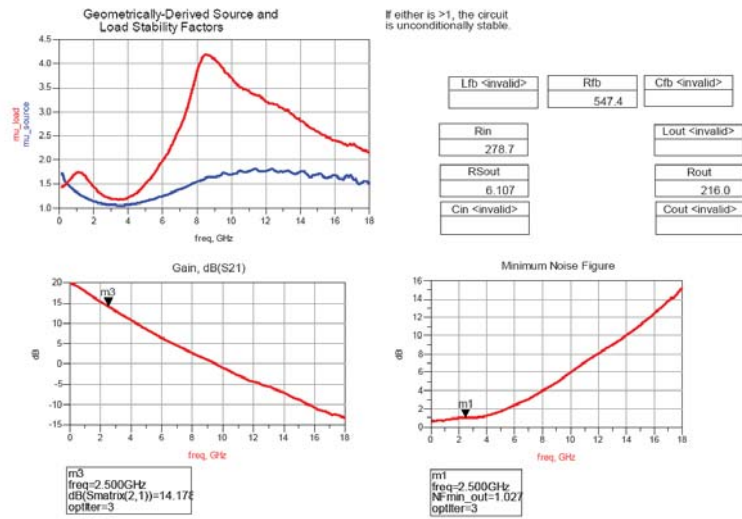 Geometrically-Derived Source and
Load Stability Factors
If either is >1, the circuit
is unconditionally stable.
4.5
4.0
3.5
3.0
2.5
2.0
1.5
1.0
mu_load
mu_source
0 2 4 6 8 10 12 14 16 18
freq, GHz
Lfb <invalid>
Rfb
547.4
Cfb <invalid>
Rin
278.7
Lout <invalid>
RSout
6.107
Rout
216.0
Cin <invalid>
Cout <invalid>
Gain, dB(S21)
20
15
10
5
0
-5
-10
-15
dB
m3
0 2 4 6 8 10 12 14 16 18
freq, GHz
m3
freq=2.500GHz
dB(Smatrix(2,1))=14.178
optIter=3
Minimum Noise Figure
16
14
12
10
8
6
4
2
0
dB
m1
0 2 4 6 8 10 12 14 16 18
freq, GHz
m1
freq=2.500GHz
NFmin_out=1.027
optIter=3